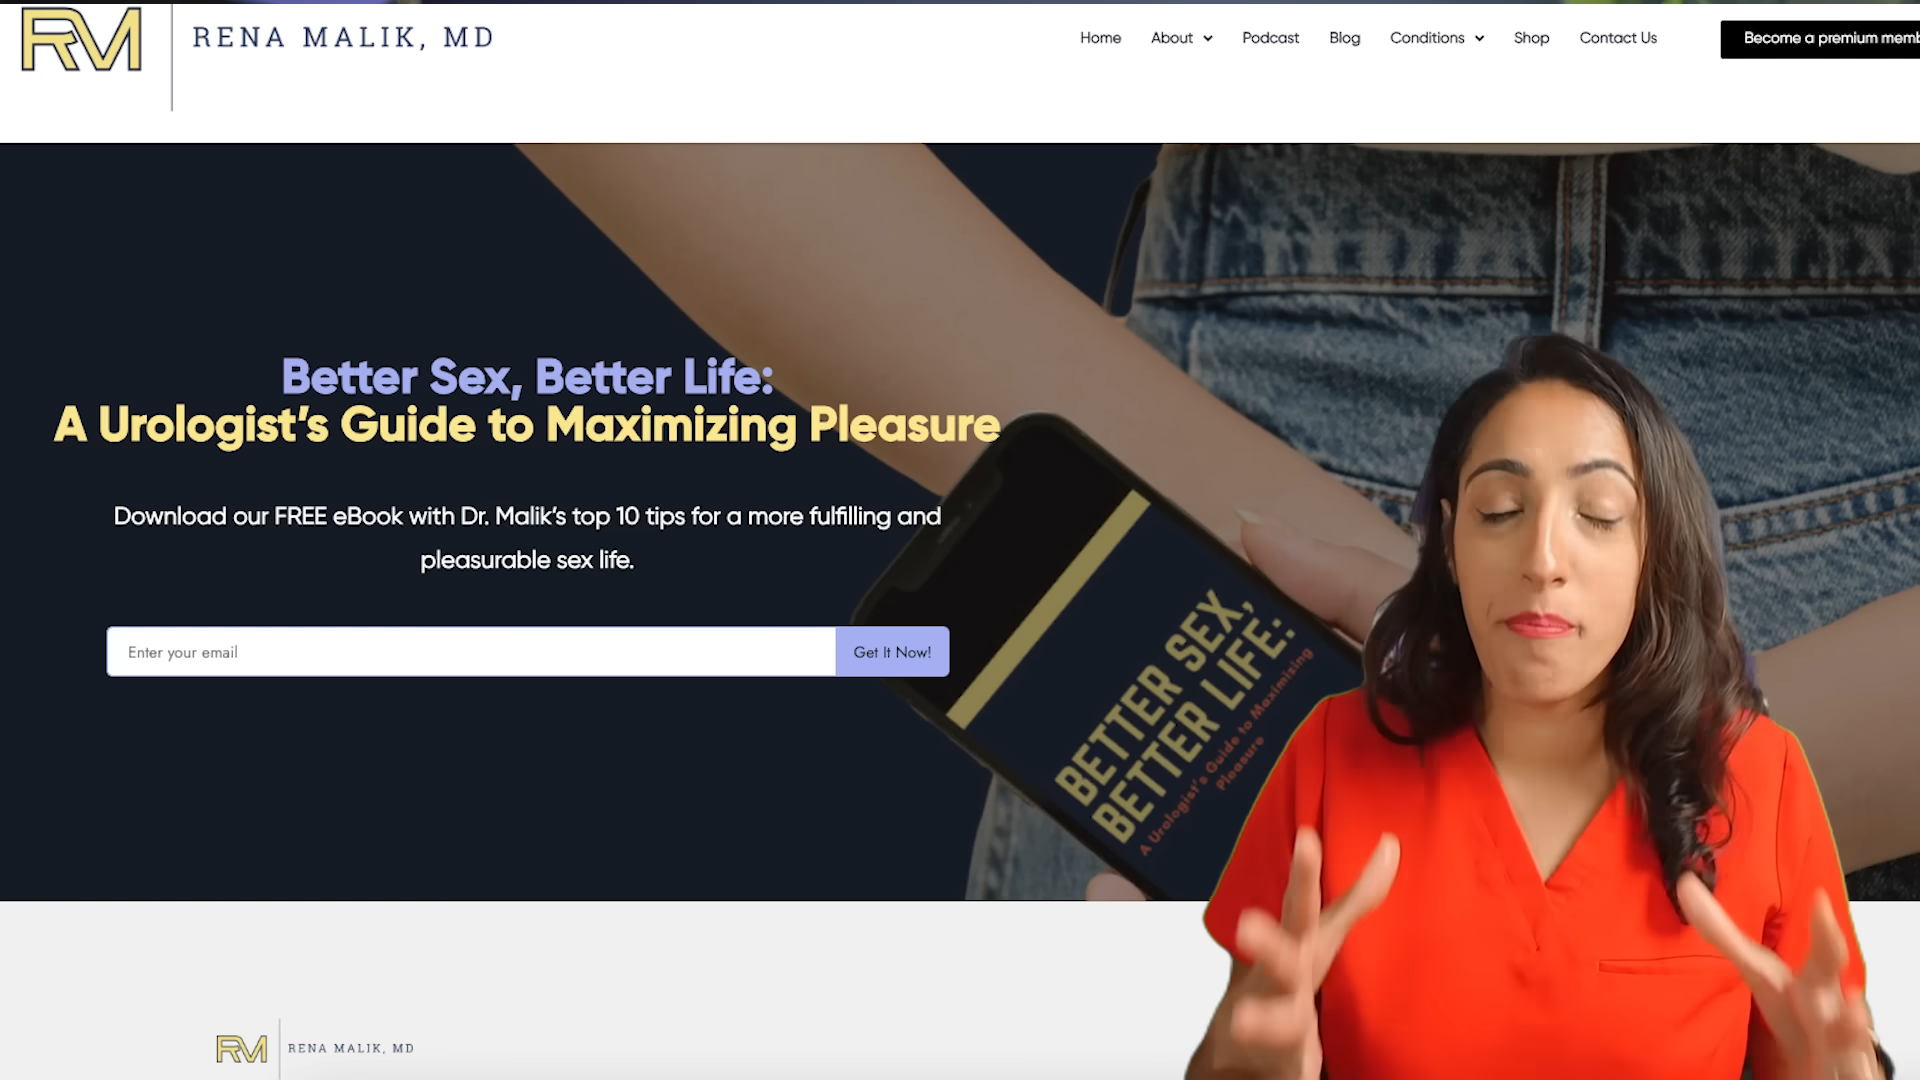 RM
RENA MALIK, MD
Home
About
Podcast
Blog
Conditions
Shop
Contact Us
Become a premium memb
Better Sex, Better Life:
A Urologist's Guide to Maximizing Pleasure
Download our FREE eBook with Dr. Malik's top 10 tips for a more fulfilling and
pleasurable sex life.
Enter your email
Get It Now!
BETTER SEX,
BETTER LIFE:
A Urologist's Guide to Maximizing
Pleasure
RM
RENA MALIK, MD